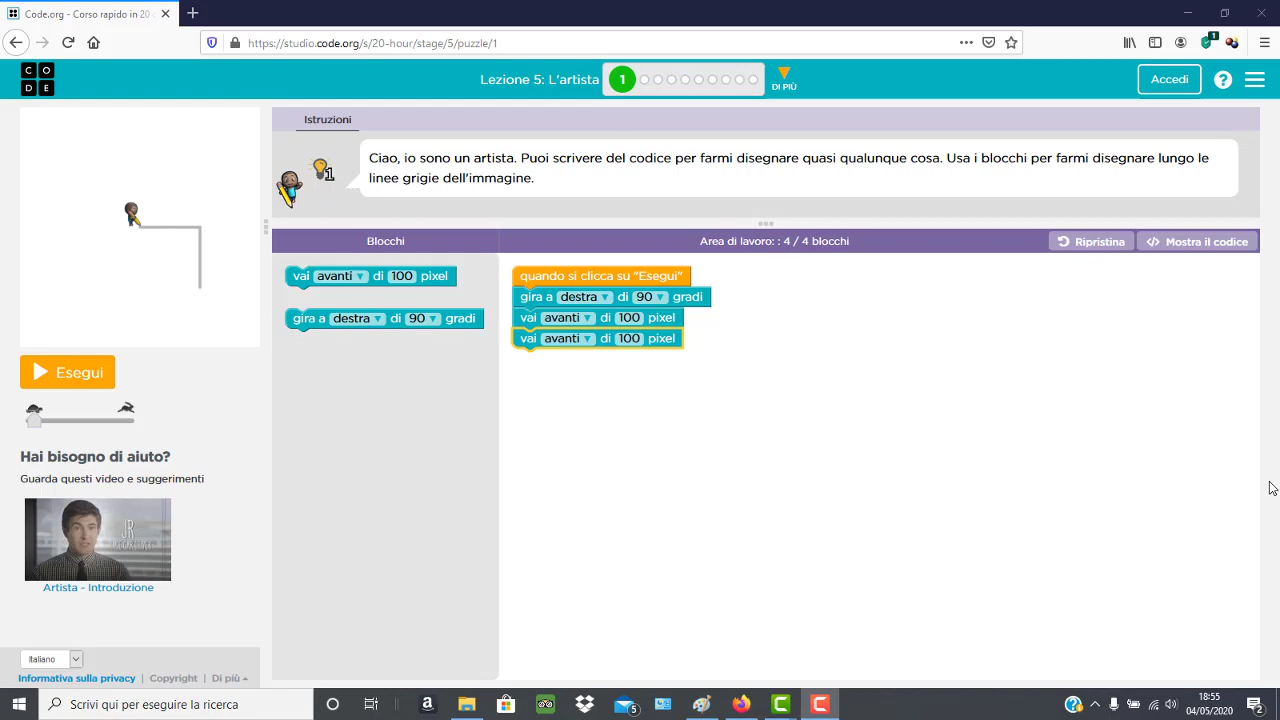 Code.org - Corso rapido in 20 o
https://studio.code.org/s/20-hour/stage/5/puzzle/1
1
C O
D E
Lezione 5: L'artista
1
DI PIÙ
Accedi
?
Istruzioni
1
Ciao, io sono un artista. Puoi scrivere del codice per farmi disegnare quasi qualunque cosa. Usa i blocchi per farmi disegnare lungo le
linee grigie dell'immagine.
Blocchi
Area di lavoro: : 4 / 4 blocchi
Ripristina
Mostra il codice
vai avanti di 100 pixel
gira a destra di 90 gradi
quando si clicca su "Esegui"
gira a destra di 90 gradi
vai avanti di 100 pixel
vai avanti di 100 pixel
Esegui
Hai bisogno di aiuto?
Guarda questi video e suggerimenti
JR
Artista - Introduzione
Italiano
Informativa sulla privacy | Copyright | Di più
Scrivi qui per eseguire la ricerca
5
18:55
04/05/2020
2